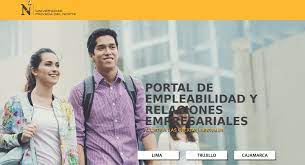 UNIVERSIDAD
PRIVADA DEL NORTE
PORTAL DE
EMPLEABILIDAD Y
RELACIONES
EMPRESARIALES
LIMA
TRUJILLO
CAJAMARCA